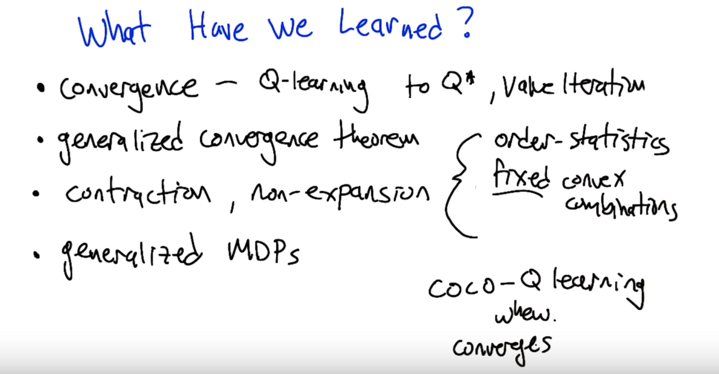 What Have we Learned?
• convergence — Q-learning to Q*, Value Iteration
• generalized convergence theorem
• contraction, non-expansion
{ order-statistics
fixed convex
combinations
• generalized MDPs
COCO-Q learning
whew.
converges